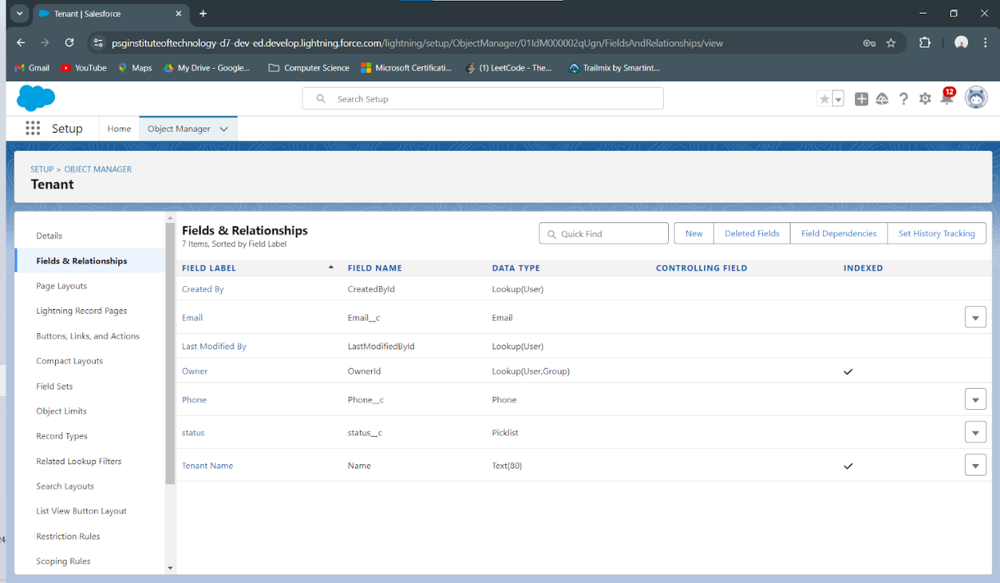 Tenant | Salesforce
psginstituteoftechnology-d7-dev-ed.develop.lightning.force.com/lightning/setup/ObjectManager/01IdM000002qUgn/FieldsAndRelationships/view
Gmail YouTube Maps My Drive - Google... Computer Science Microsoft Certificati... (1) LeetCode - The... Trailmix by Smartint...
Search Setup 12
Setup Home Object Manager
SETUP > OBJECT MANAGER
Tenant
Details
Fields & Relationships
Page Layouts
Lightning Record Pages
Buttons, Links, and Actions
Compact Layouts
Field Sets
Object Limits
Record Types
Related Lookup Filters
Search Layouts
List View Button Layout
Restriction Rules
Scoping Rules
24
Fields & Relationships
7 Items, Sorted by Field Label
Quick Find New Deleted Fields Field Dependencies Set History Tracking
FIELD LABEL FIELD NAME DATA TYPE CONTROLLING FIELD INDEXED
Created By CreatedById Lookup(User)
Email Email__c Email
Last Modified By LastModifiedById Lookup(User)
Owner OwnerId Lookup(User,Group)
Phone Phone__c Phone
status status__c Picklist
Tenant Name Name Text(80)